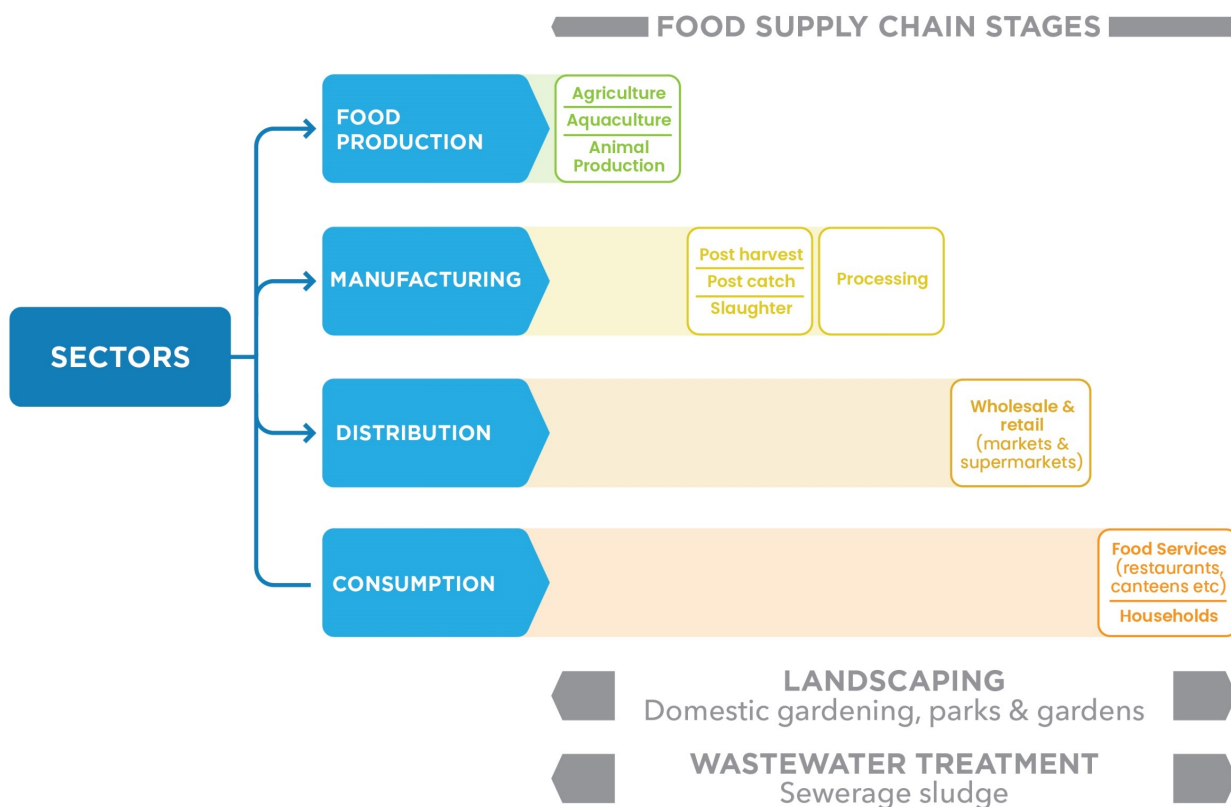 FOOD SUPPLY CHAIN STAGES
FOOD
PRODUCTION
Agriculture
Aquaculture
Animal
Production
MANUFACTURING
Post harvest
Post catch
Slaughter
Processing
SECTORS
DISTRIBUTION
Wholesale &
retail
(markets &
supermarkets)
CONSUMPTION
Food Services
(restaurants,
canteens etc)
Households
LANDSCAPING
Domestic gardening, parks & gardens
WASTEWATER TREATMENT
Sewerage sludge